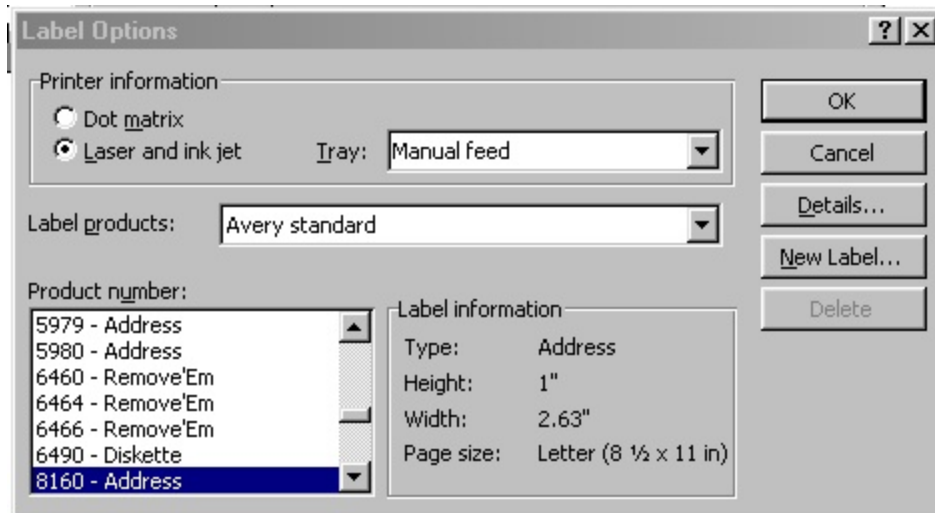 Label Options
Printer information
Dot matrix
Laser and ink jet
Tray:
Manual feed
OK
Cancel
Details...
New Label...
Delete
Label products:
Avery standard
Product number:
5979 - Address
5980 - Address
6460 - Remove'Em
6464 - Remove'Em
6466 - Remove'Em
6490 - Diskette
8160 - Address
Label information
Type: Address
Height: 1"
Width: 2.63"
Page size: Letter (8 ½ x 11 in)